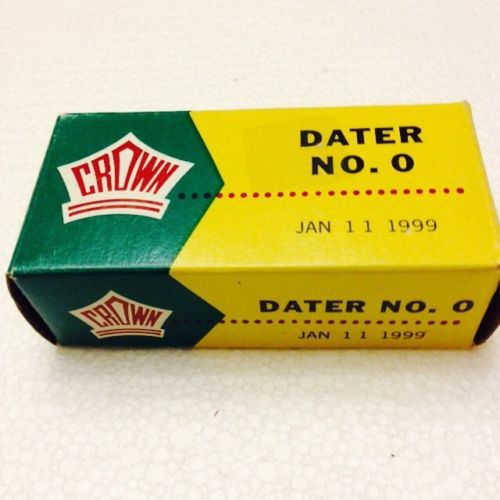 CROWN
DATER
NO. 0
JAN 11 1999
CROWN
DATER NO. 0
JAN 11 1999